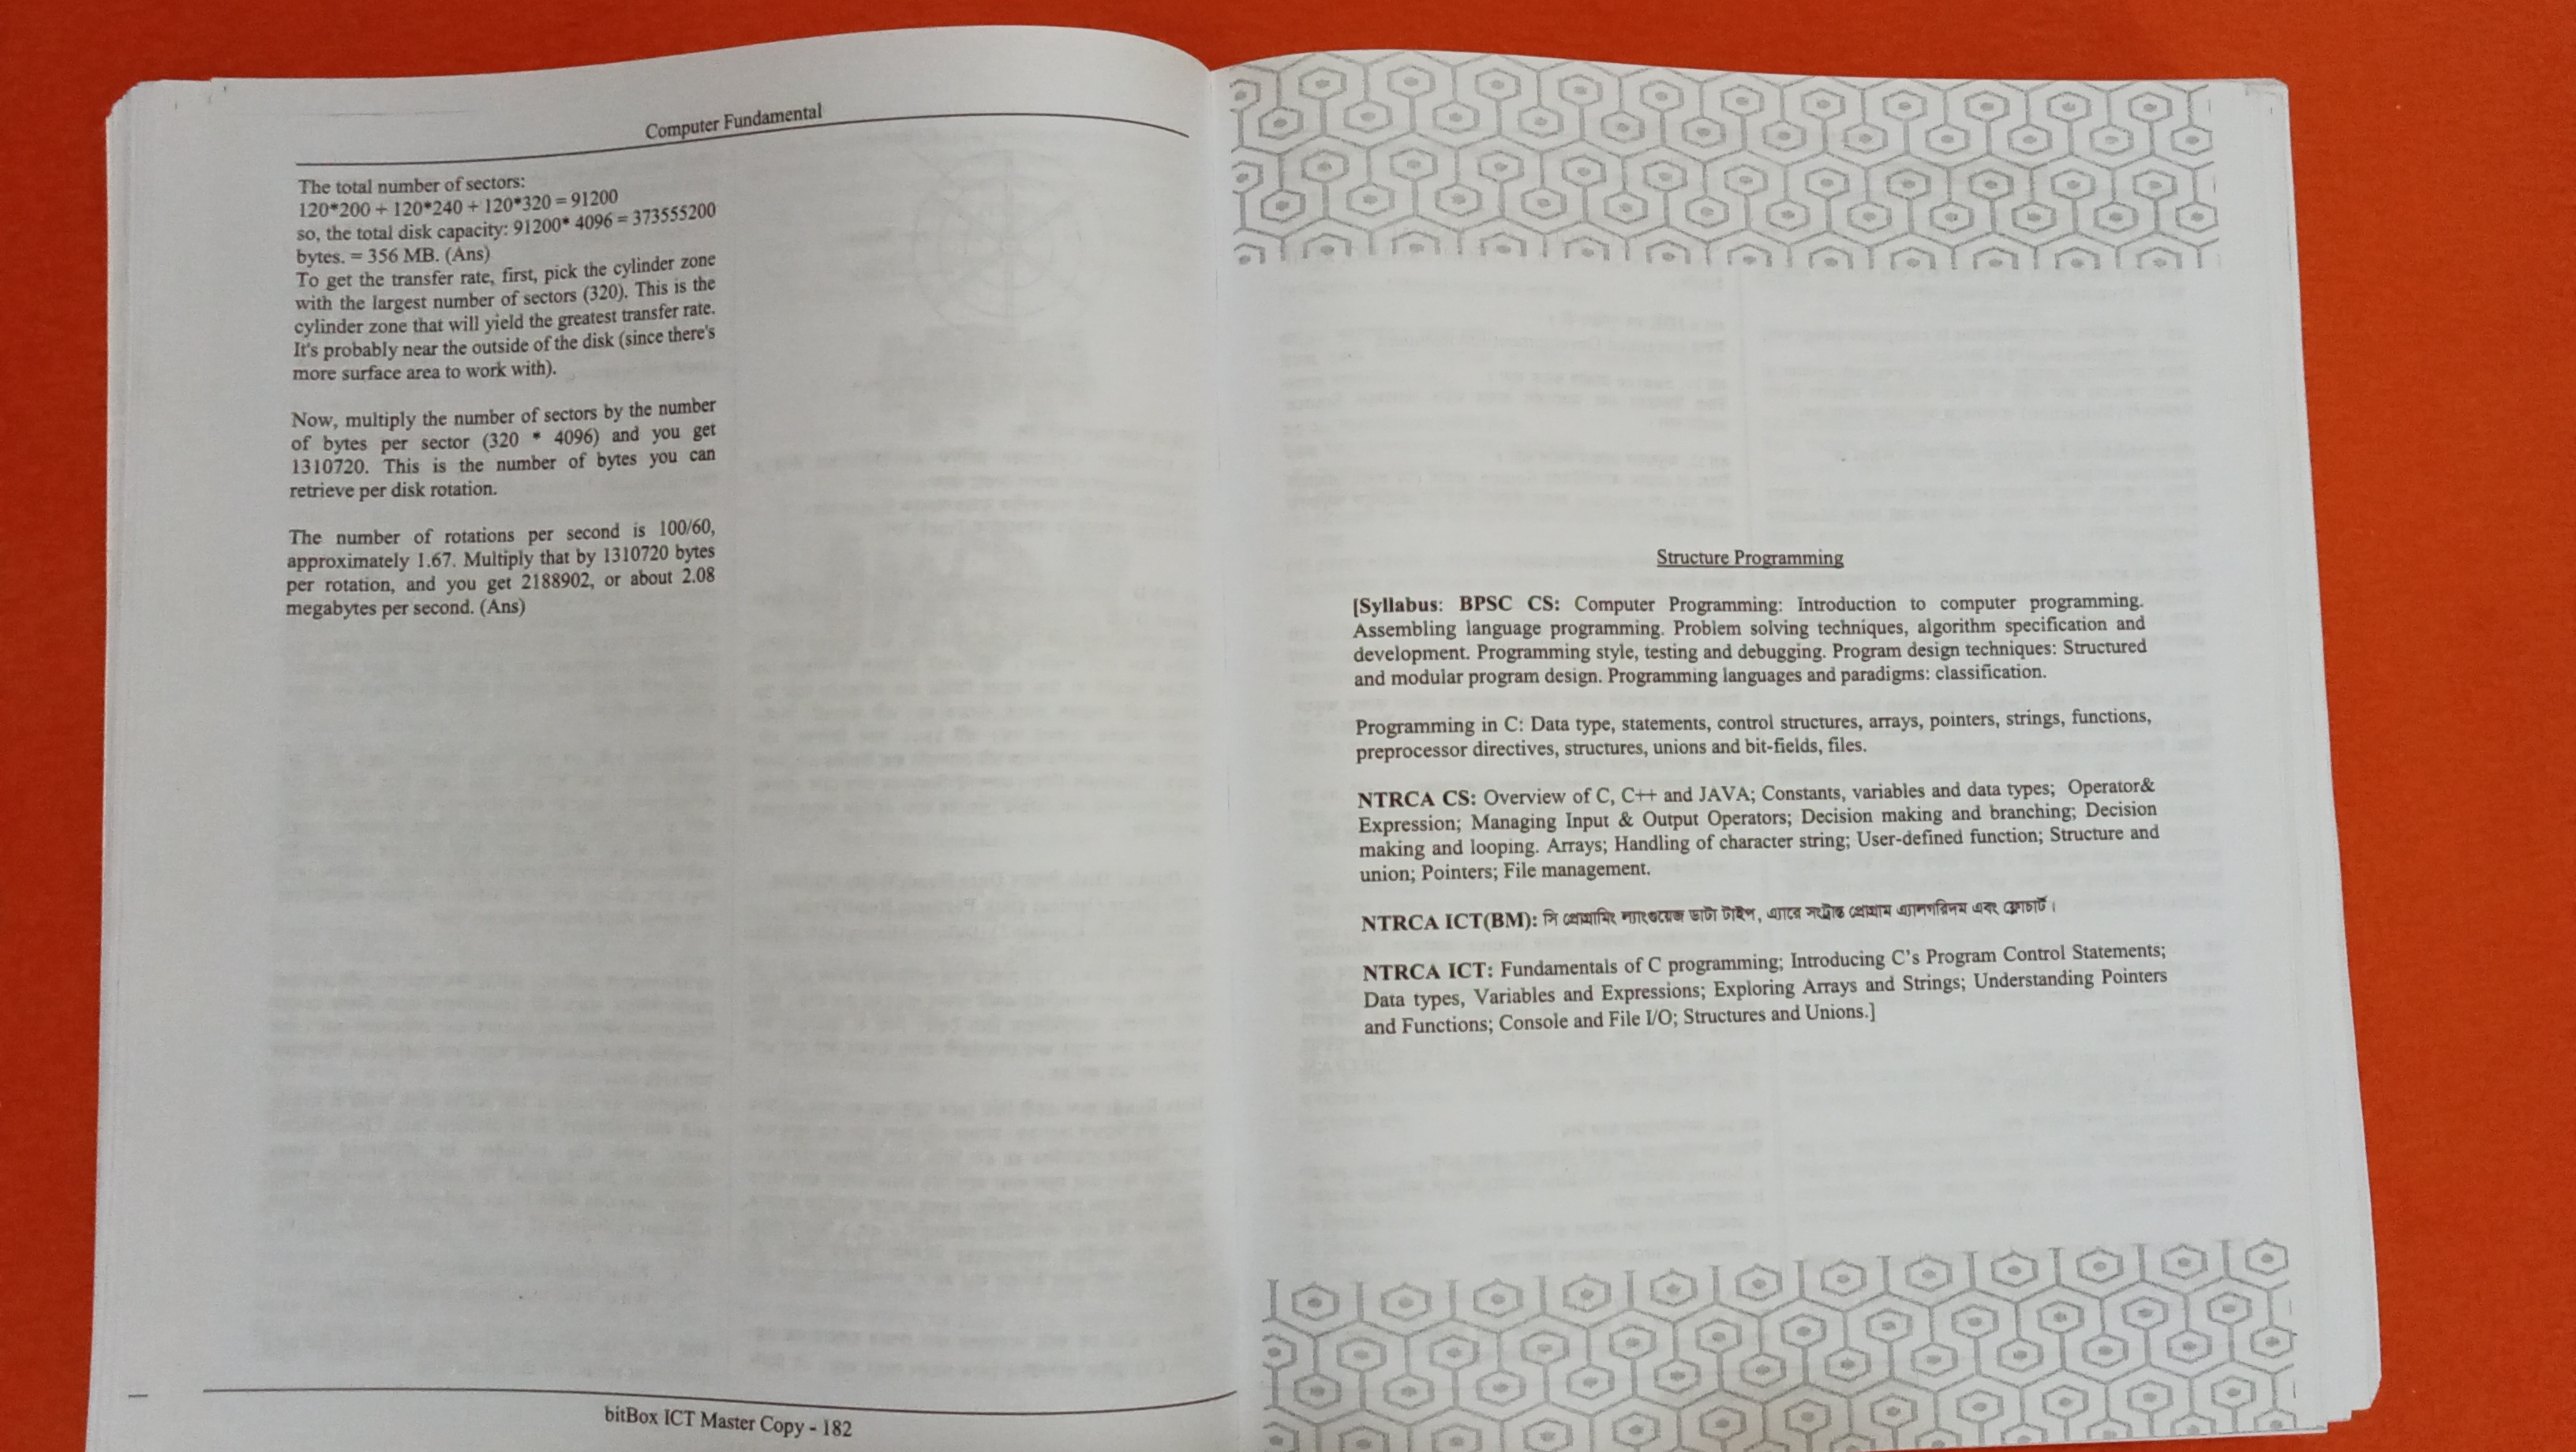 Computer Fundamental
The total number of sectors:
120*200 + 120*240 + 120*320 = 91200
so, the total disk capacity: 91200* 4096 = 373555200
bytes. = 356 MB. (Ans)
To get the transfer rate, first, pick the cylinder zone
with the largest number of sectors (320). This is the
cylinder zone that will yield the greatest transfer rate.
It's probably near the outside of the disk (since there's
more surface area to work with).
Now, multiply the number of sectors by the number
of bytes per sector (320 * 4096) and you get
1310720. This is the number of bytes you can
retrieve per disk rotation.
The number of rotations per second is 100/60,
approximately 1.67. Multiply that by 1310720 bytes
per rotation, and you get 2188902, or about 2.08
megabytes per second. (Ans)
bitBox ICT Master Copy - 182
Structure Programming
[Syllabus: BPSC CS: Computer Programming: Introduction to computer programming.
Assembling language programming. Problem solving techniques, algorithm specification and
development. Programming style, testing and debugging. Program design techniques: Structured
and modular program design. Programming languages and paradigms: classification.
Programming in C: Data type, statements, control structures, arrays, pointers, strings, functions,
preprocessor directives, structures, unions and bit-fields, files.
NTRCA CS: Overview of C, C++ and JAVA; Constants, variables and data types; Operator&
Expression; Managing Input & Output Operators; Decision making and branching; Decision
making and looping. Arrays; Handling of character string; User-defined function; Structure and
union; Pointers; File management.
NTRCA ICT(BM): সি প্রোগ্রামিং ল্যাংগুয়েজ ডাটা টাইপ, এ্যারে প্রোগ্রাম এ্যালগরিদম এবং ফ্লোচার্ট।
NTRCA ICT: Fundamentals of C programming; Introducing C's Program Control Statements;
Data types, Variables and Expressions; Exploring Arrays and Strings; Understanding Pointers
and Functions; Console and File I/O; Structures and Unions.]